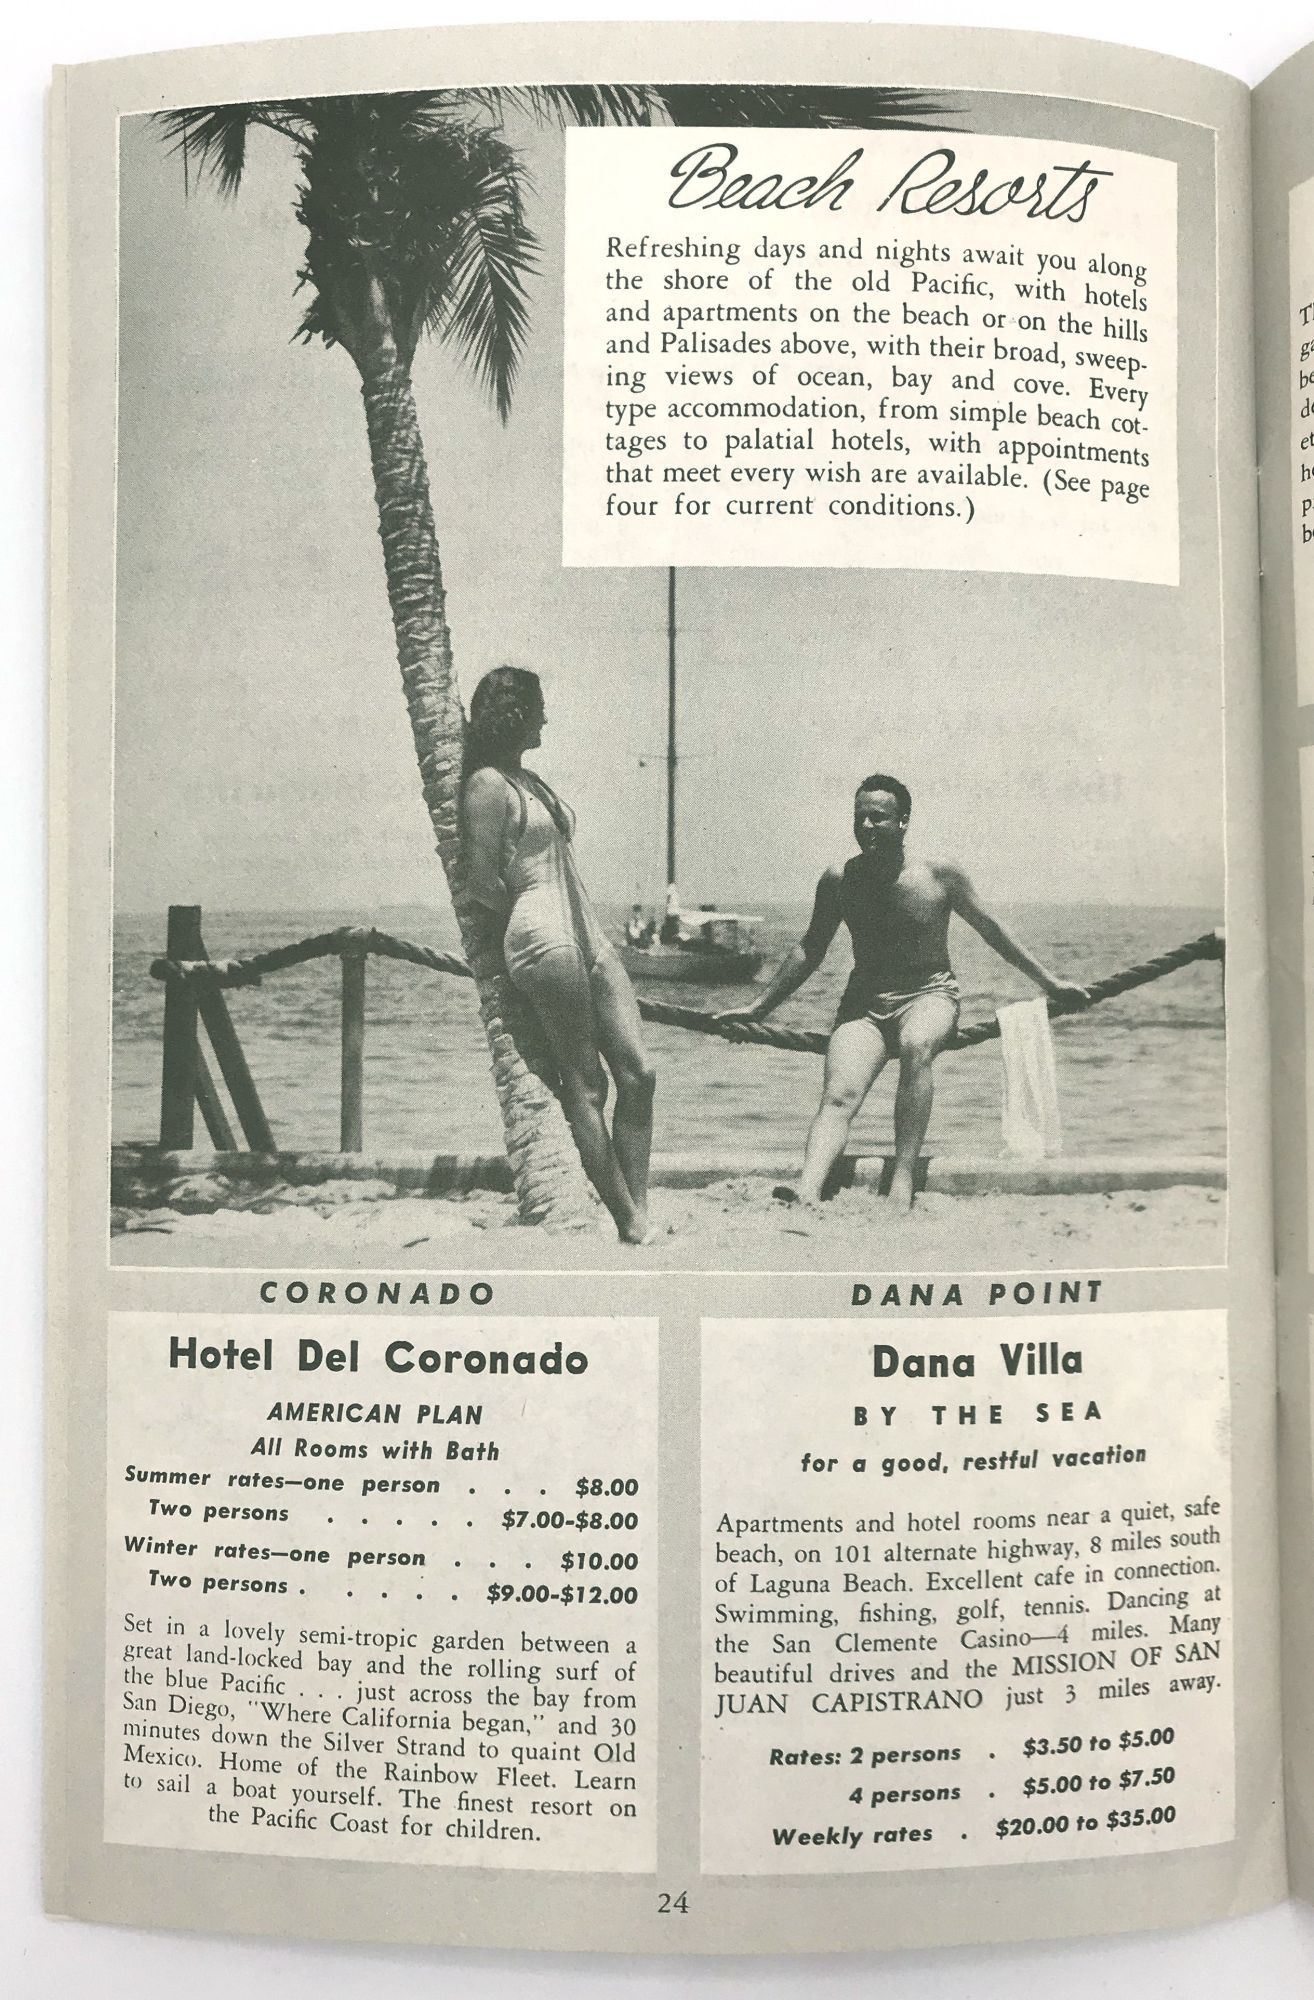 Beach Resorts
Refreshing days and nights await you along
the shore of the old Pacific, with hotels
and apartments on the beach or on the hills
and Palisades above, with their broad, sweep-
ing views of ocean, bay and cove. Every
type accommodation, from simple beach cot-
tages to palatial hotels, with appointments
that meet every wish are available. (See page
four for current conditions.)
CORONADO
Hotel Del Coronado
AMERICAN PLAN
All Rooms with Bath
Summer rates—one person . . . $8.00
Two persons . . . . . $7.00-$8.00
Winter rates—one person . . . $10.00
Two persons . . . . . $9.00-$12.00
Set in a lovely semi-tropic garden between a
great land-locked bay and the rolling surf of
the blue Pacific . . . just across the bay from
San Diego, "Where California began," and 30
minutes down the Silver Strand to quaint Old
Mexico. Home of the Rainbow Fleet. Learn
to sail a boat yourself. The finest resort on
the Pacific Coast for children.
DANA POINT
Dana Villa
BY THE SEA
for a good, restful vacation
Apartments and hotel rooms near a quiet, safe
beach, on 101 alternate highway, 8 miles south
of Laguna Beach. Excellent cafe in connection.
Swimming, fishing, golf, tennis. Dancing at
the San Clemente Casino—4 miles. Many
beautiful drives and the MISSION OF SAN
JUAN CAPISTRANO just 3 miles away.
Rates: 2 persons . $3.50 to $5.00
4 persons . $5.00 to $7.50
Weekly rates . $20.00 to $35.00
24